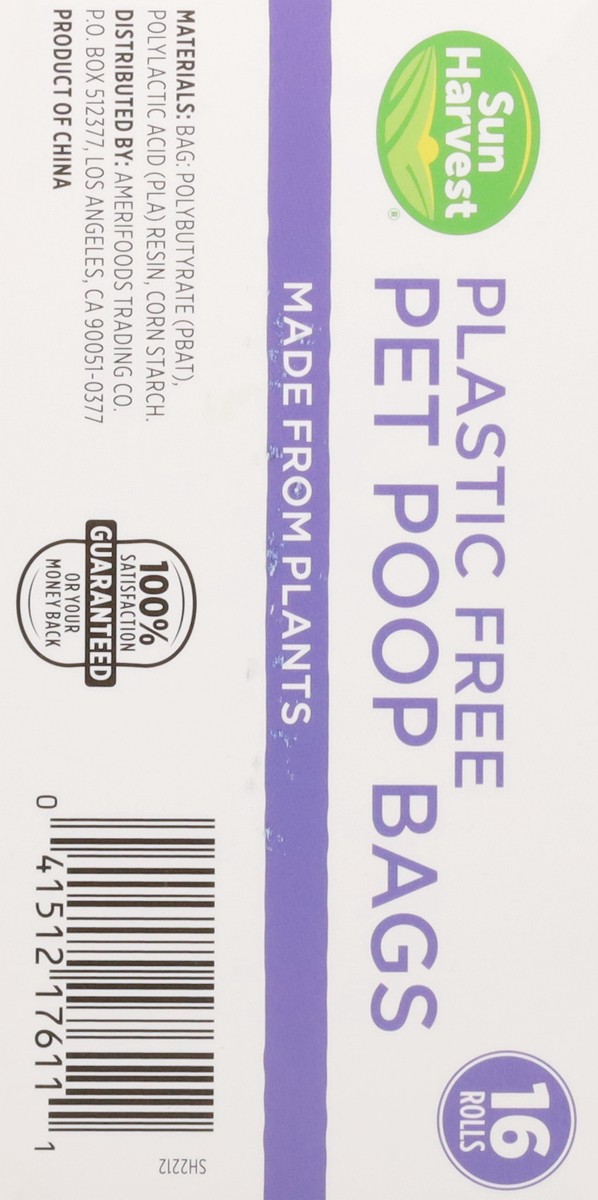 Sun
Harvest
®
PLASTIC FREE
PET POOP BAGS
16
ROLLS
MADE FROM PLANTS
MATERIALS: BAG: POLYBUTYRATE (PBAT),
POLYLACTIC ACID (PLA) RESIN, CORN STARCH.
DISTRIBUTED BY: AMERIFOODS TRADING CO.
P.O. BOX 512377, LOS ANGELES, CA 90051-0377
PRODUCT OF CHINA
100%
SATISFACTION
GUARANTEED
OR YOUR
MONEY BACK
0 41512 17611 1
SH2212